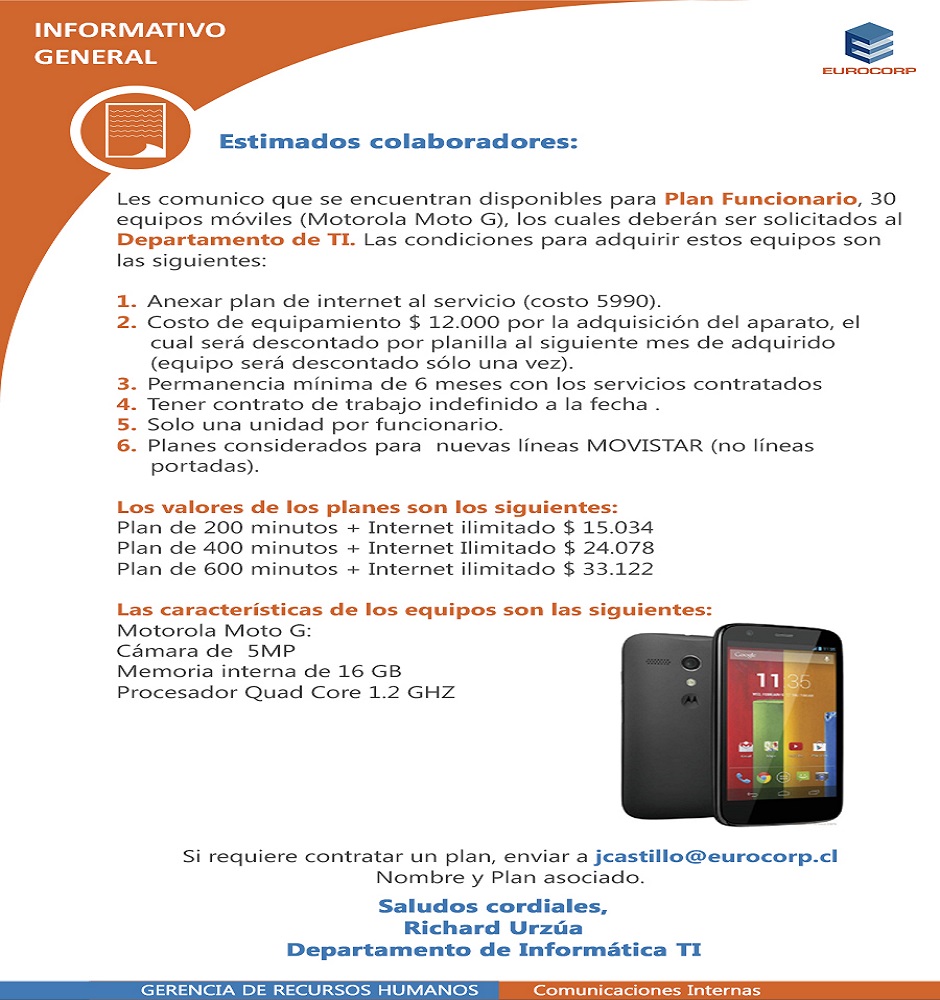 INFORMATIVO
GENERAL
EUROCORP
Estimados colaboradores:
Les comunico que se encuentran disponibles para Plan Funcionario, 30
equipos móviles (Motorola Moto G), los cuales deberán ser solicitados al
Departamento de TI. Las condiciones para adquirir estos equipos son
las siguientes:
1. Anexar plan de internet al servicio (costo 5990).
2. Costo de equipamiento $ 12.000 por la adquisición del aparato, el
cual será descontado por planilla al siguiente mes de adquirido
(equipo será descontado sólo una vez).
3. Permanencia mínima de 6 meses con los servicios contratados
4. Tener contrato de trabajo indefinido a la fecha .
5. Solo una unidad por funcionario.
6. Planes considerados para nuevas líneas MOVISTAR (no líneas
portadas).
Los valores de los planes son los siguientes:
Plan de 200 minutos + Internet ilimitado $ 15.034
Plan de 400 minutos + Internet Ilimitado $ 24.078
Plan de 600 minutos + Internet ilimitado $ 33.122
Las características de los equipos son las siguientes:
Motorola Moto G:
Cámara de 5MP
Memoria interna de 16 GB
Procesador Quad Core 1.2 GHZ
Google
11 35
Si requiere contratar un plan, enviar a jcastillo@eurocorp.cl
Nombre y Plan asociado.
Saludos cordiales,
Richard Urzúa
Departamento de Informática TI
GERENCIA DE RECURSOS HUMANOS
Comunicaciones Internas